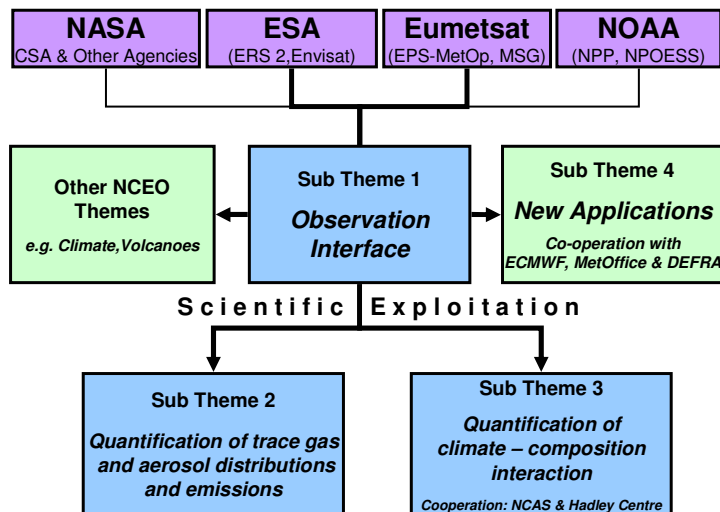 NASA
CSA & Other Agencies
ESA
(ERS 2,Envisat)
Eumetsat
(EPS-MetOp, MSG)
NOAA
(NPP, NPOESS)
Other NCEO
Themes
e.g. Climate,Volcanoes
Sub Theme 1
Observation
Interface
Sub Theme 4
New Applications
Co-operation with
ECMWF, MetOffice & DEFRA
Scientific Exploitation
Sub Theme 2
Quantification of trace gas
and aerosol distributions
and emissions
Sub Theme 3
Quantification of
climate – composition
interaction
Cooperation: NCAS & Hadley Centre